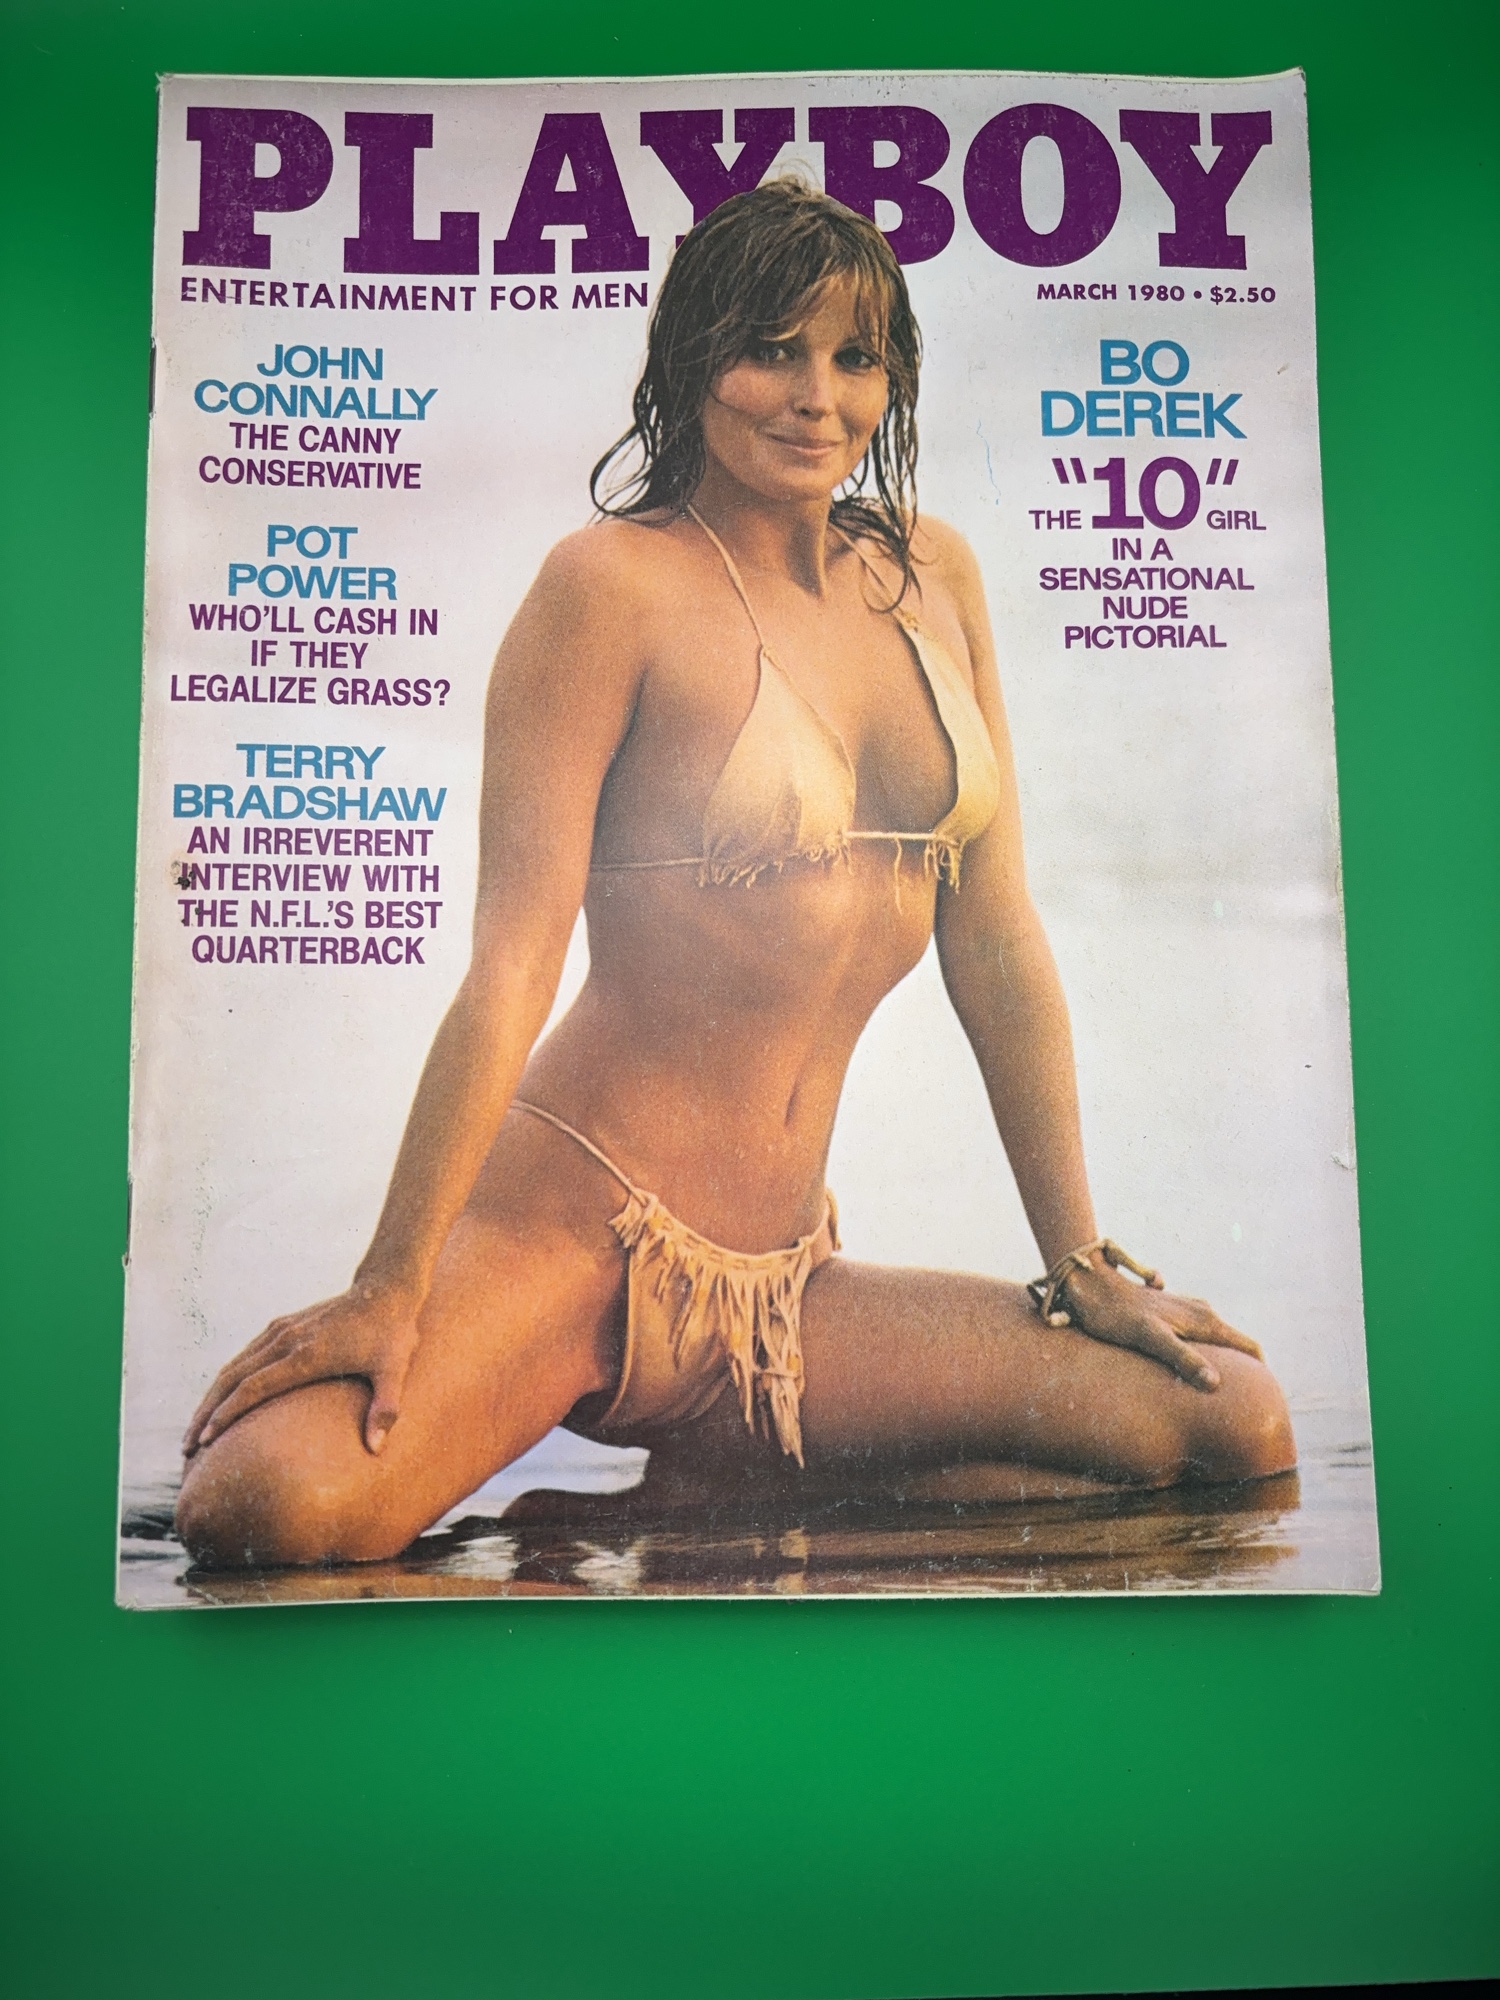 PLAYBOY
ENTERTAINMENT FOR MEN
MARCH 1980 • $2.50
JOHN
CONNALLY
THE CANNY
CONSERVATIVE
POT
POWER
WHO'LL CASH IN
IF THEY
LEGALIZE GRASS?
TERRY
BRADSHAW
AN IRREVERENT
INTERVIEW WITH
THE N.F.L.'S BEST
QUARTERBACK
BO
DEREK
THE "10" GIRL
IN A
SENSATIONAL
NUDE
PICTORIAL